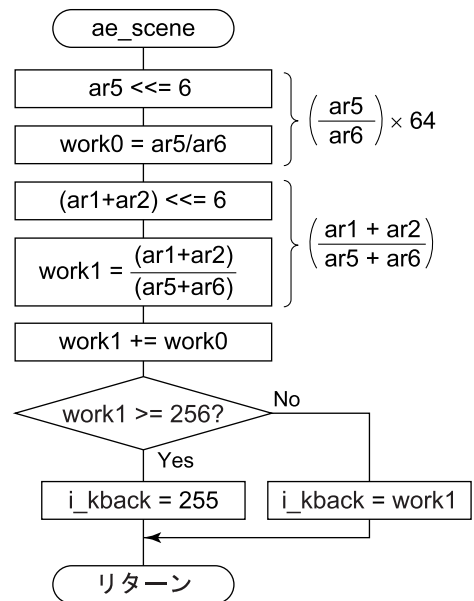 ae_scene
ar5 <<= 6
work0 = ar5/ar6
(ar5/ar6) × 64
(ar1+ar2) <<= 6
work1 = (ar1+ar2)/(ar5+ar6)
(ar1 + ar2/ar5 + ar6)
work1 += work0
work1 >= 256?
No
Yes
i_kback = 255
i_kback = work1
リターン